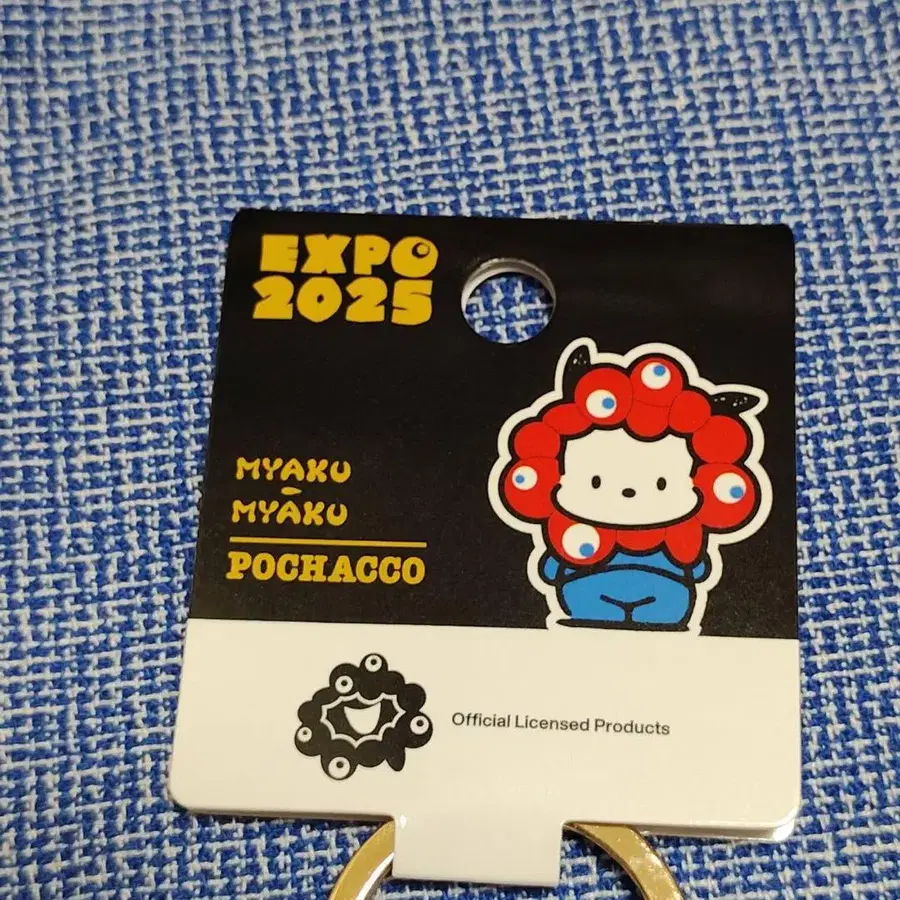 EXPO
2025
MYAKU
-
MYAKU
POCHACCO
Official Licensed Products